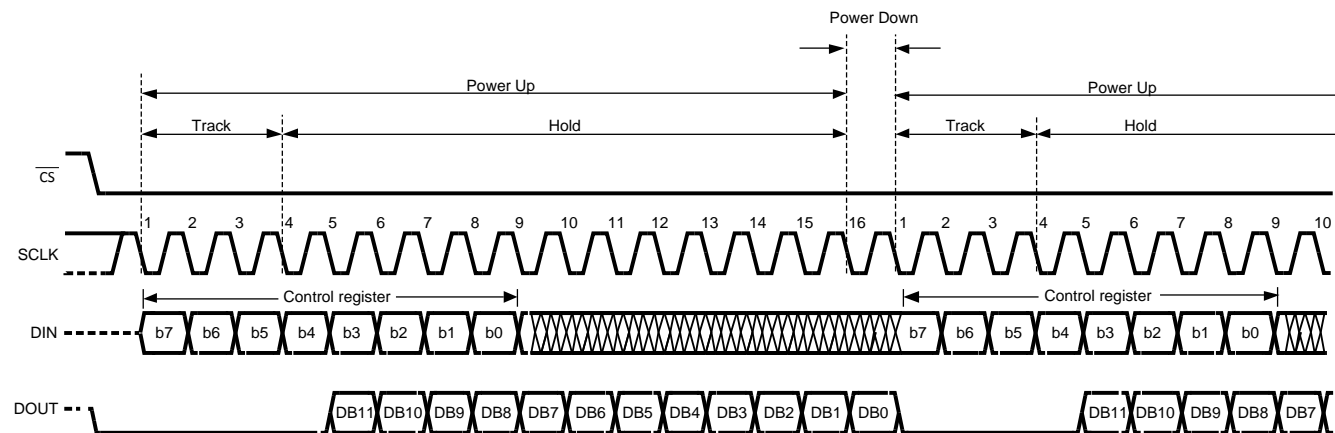 Power Down
Power Up
Power Up
Track
Hold
Track
Hold
CS
1 2 3 4 5 6 7 8 9 10 11 12 13 14 15 16 1 2 3 4 5 6 7 8 9 10
SCLK
Control register
Control register
DIN b7 b6 b5 b4 b3 b2 b1 b0 b7 b6 b5 b4 b3 b2 b1 b0
DOUT DB11 DB10 DB9 DB8 DB7 DB6 DB5 DB4 DB3 DB2 DB1 DB0 DB11 DB10 DB9 DB8 DB7